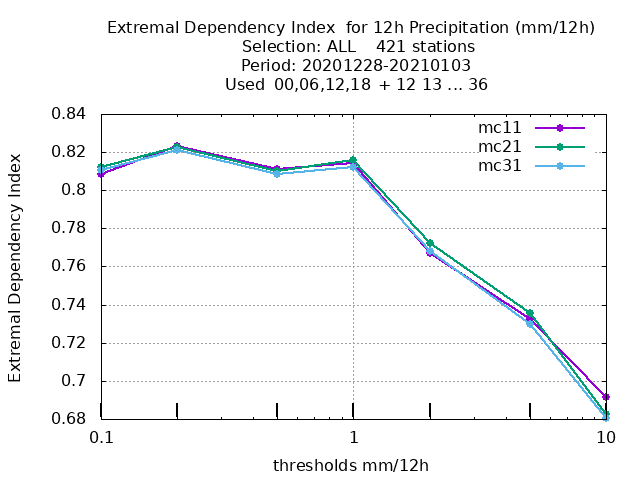 Extremal Dependency Index  for 12h Precipitation (mm/12h)
Selection: ALL    421 stations
Period: 20201228-20210103
Used  00,06,12,18  + 12 13 ... 36
Extremal Dependency Index
0.84
0.82
0.8
0.78
0.76
0.74
0.72
0.7
0.68
mc11
mc21
mc31
0.1
1
10
thresholds mm/12h